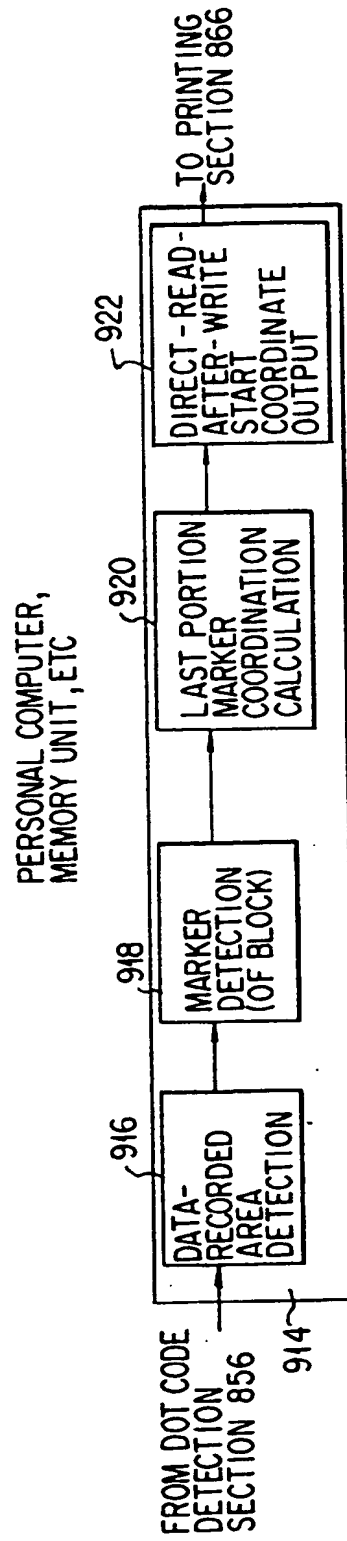 PERSONAL COMPUTER,
MEMORY UNIT, ETC
FROM DOT CODE
DETECTION
SECTION 856
914
916
DATA-
RECORDED
AREA
DETECTION
918
MARKER
DETECTION
(OF BLOCK)
920
LAST PORTION
MARKER
COORDINATION
CALCULATION
922
DIRECT-READ-
AFTER-WRITE
START
COORDINATE
OUTPUT
TO PRINTING
SECTION 866